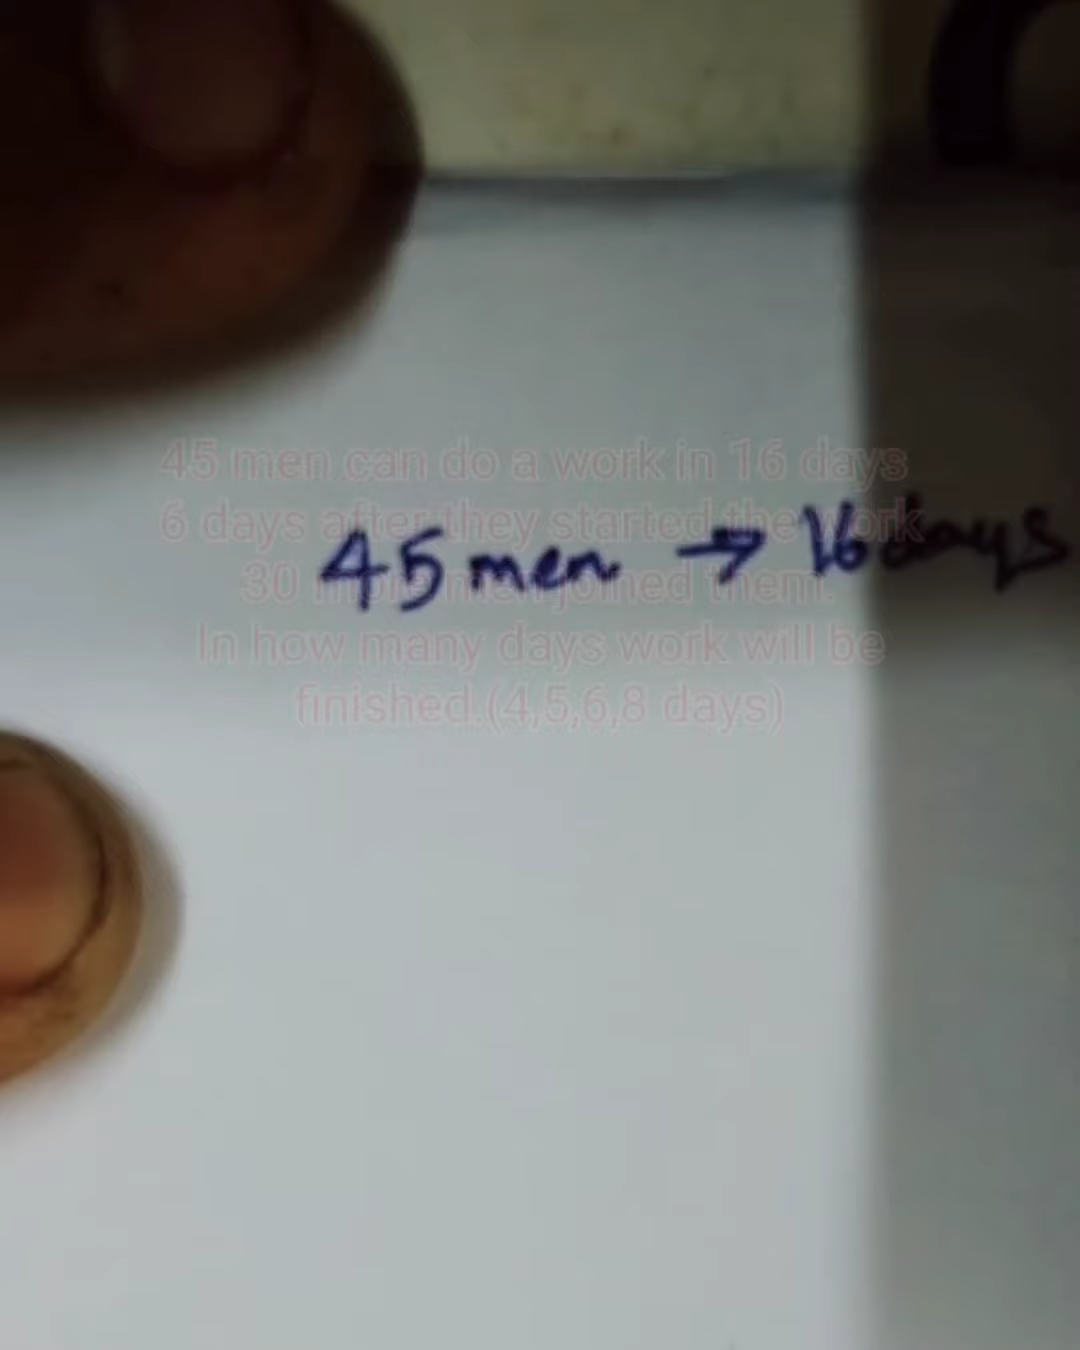 45 men can do a work in 16 days
6 days after they started the work
30 more men joined them.
In how many days work will be
finished.(4,5,6,8 days)
45 men → 16 days